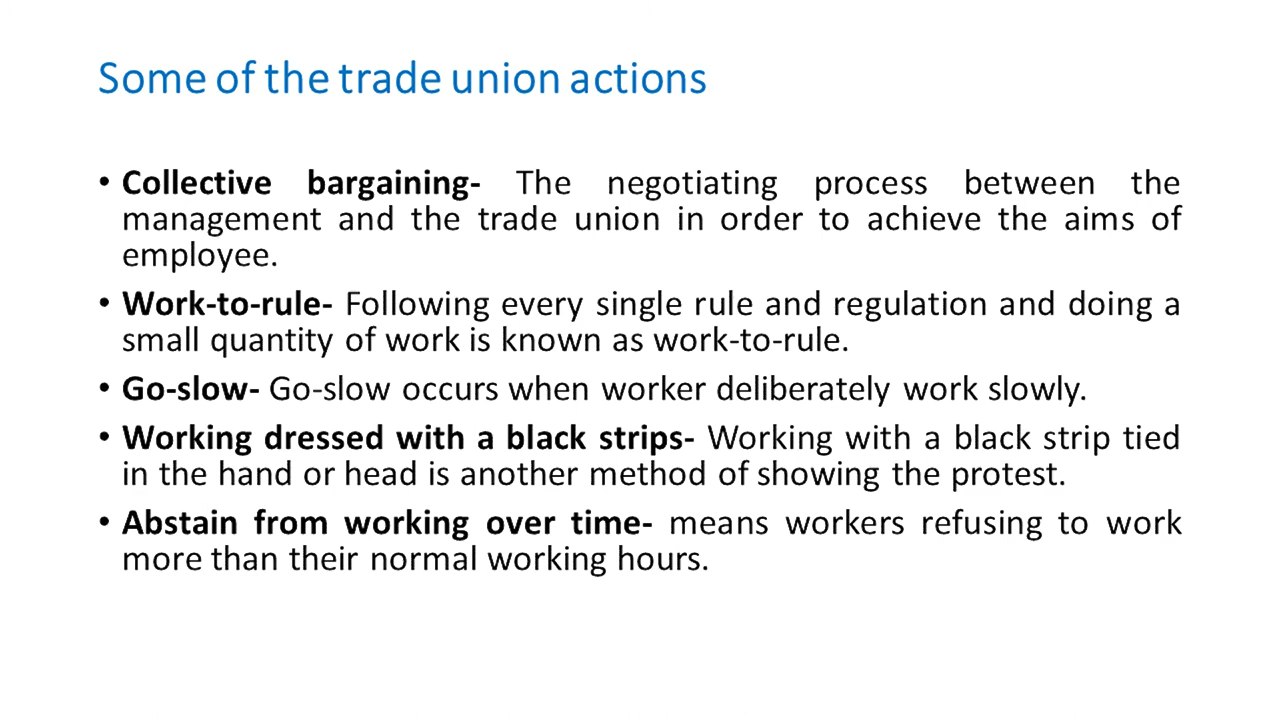 Some of the trade union actions
• Collective bargaining- The negotiating process between the
management and the trade union in order to achieve the aims of
employee.
• Work-to-rule- Following every single rule and regulation and doing a
small quantity of work is known as work-to-rule.
• Go-slow- Go-slow occurs when worker deliberately work slowly.
• Working dressed with a black strips- Working with a black strip tied
in the hand or head is another method of showing the protest.
• Abstain from working over time- means workers refusing to work
more than their normal working hours.